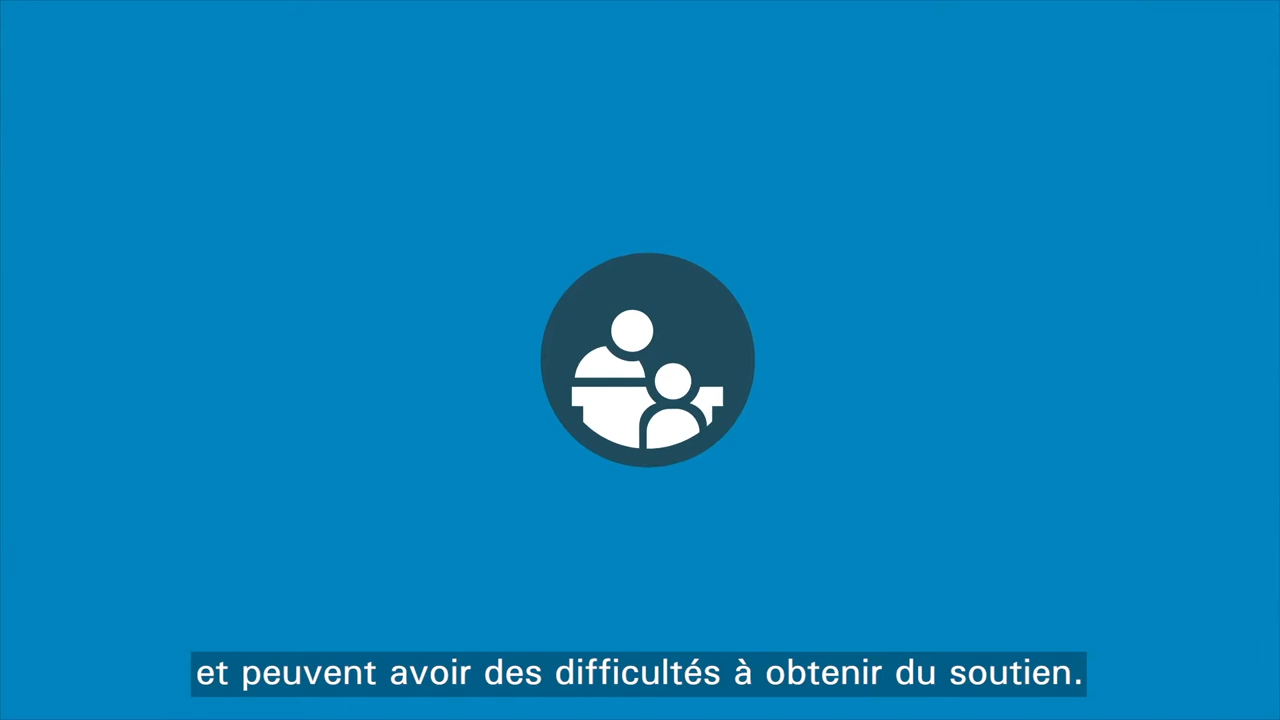 et peuvent avoir des difficultés à obtenir du soutien.